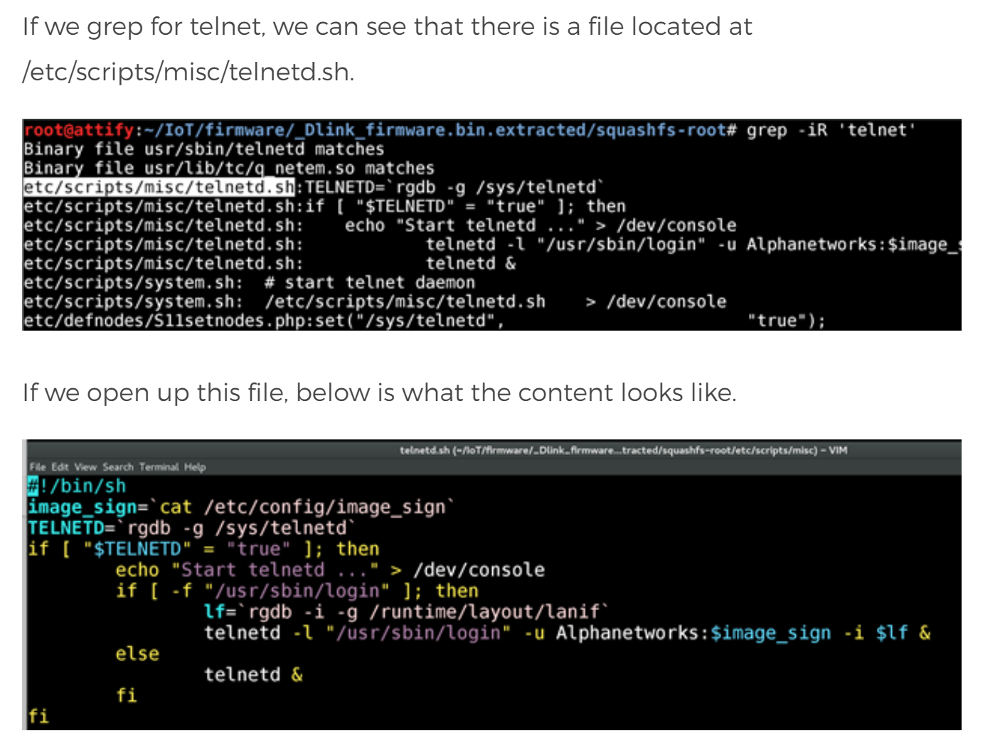 If we grep for telnet, we can see that there is a file located at
/etc/scripts/misc/telnetd.sh.
root@attify:~/IoT/firmware/_Dlink_firmware.bin.extracted/squashfs-root# grep -iR 'telnet'
Binary file usr/sbin/telnetd matches
Binary file usr/lib/tc/q_netem.so matches
etc/scripts/misc/telnetd.sh:TELNETD=`rgdb -g /sys/telnetd`
etc/scripts/misc/telnetd.sh:if [ "$TELNETD" = "true" ]; then
etc/scripts/misc/telnetd.sh:    echo "Start telnetd ..." > /dev/console
etc/scripts/misc/telnetd.sh:            telnetd -l "/usr/sbin/login" -u Alphanetworks:$image_
etc/scripts/misc/telnetd.sh:            telnetd &
etc/scripts/system.sh:  # start telnet daemon
etc/scripts/system.sh:  /etc/scripts/misc/telnetd.sh    > /dev/console
etc/defnodes/S11setnodes.php:set("/sys/telnetd",                        "true");
If we open up this file, below is what the content looks like.
telnetd.sh (~/IoT/firmware/_Dlink_firmware...tracted/squashfs-root/etc/scripts/misc) - VIM
File Edit View Search Terminal Help
#!/bin/sh
image_sign=`cat /etc/config/image_sign`
TELNETD=`rgdb -g /sys/telnetd`
if [ "$TELNETD" = "true" ]; then
        echo "Start telnetd ..." > /dev/console
        if [ -f "/usr/sbin/login" ]; then
                lf=`rgdb -i -g /runtime/layout/lanif`
                telnetd -l "/usr/sbin/login" -u Alphanetworks:$image_sign -i $lf &
        else
                telnetd &
        fi
fi